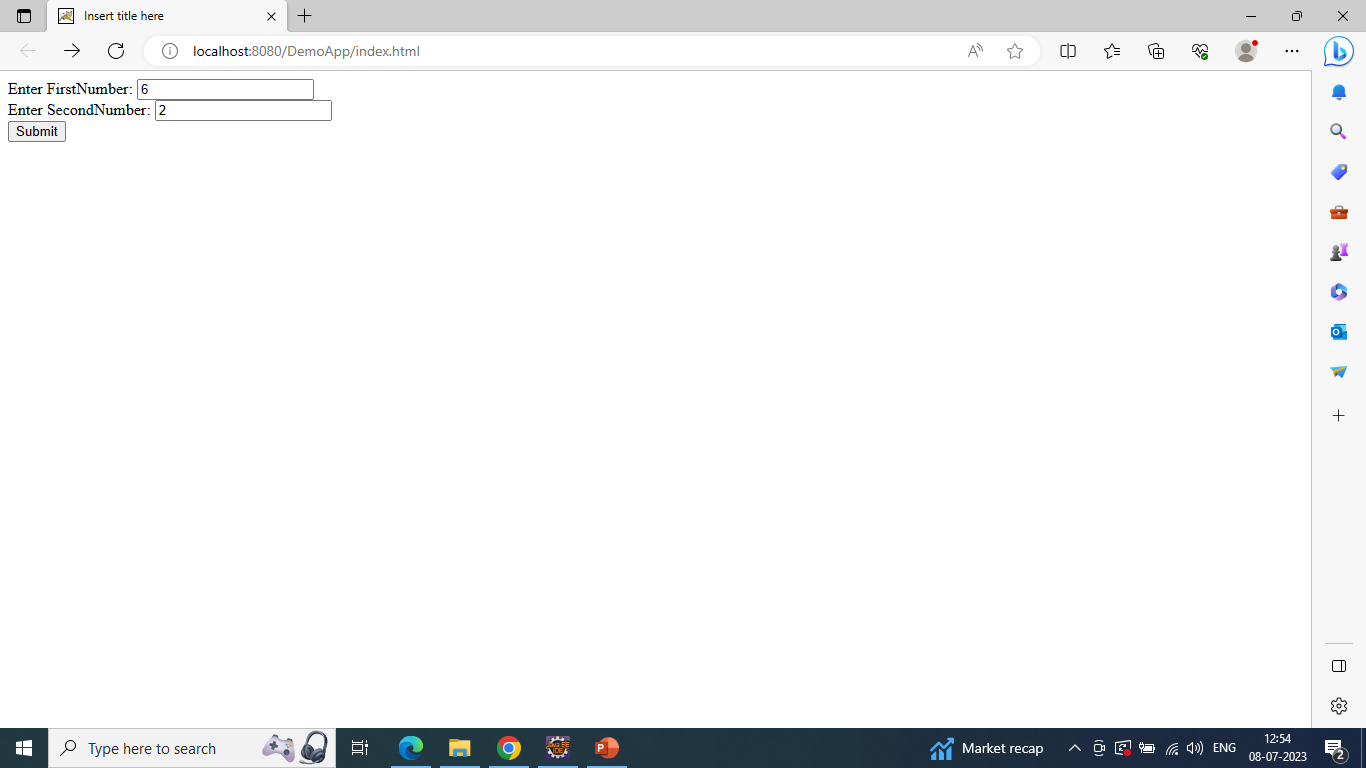 Insert title here
localhost:8080/DemoApp/index.html
Enter FirstNumber: 6
Enter SecondNumber: 2
Submit
Type here to search
Market recap
ENG
12:54
08-07-2023
2